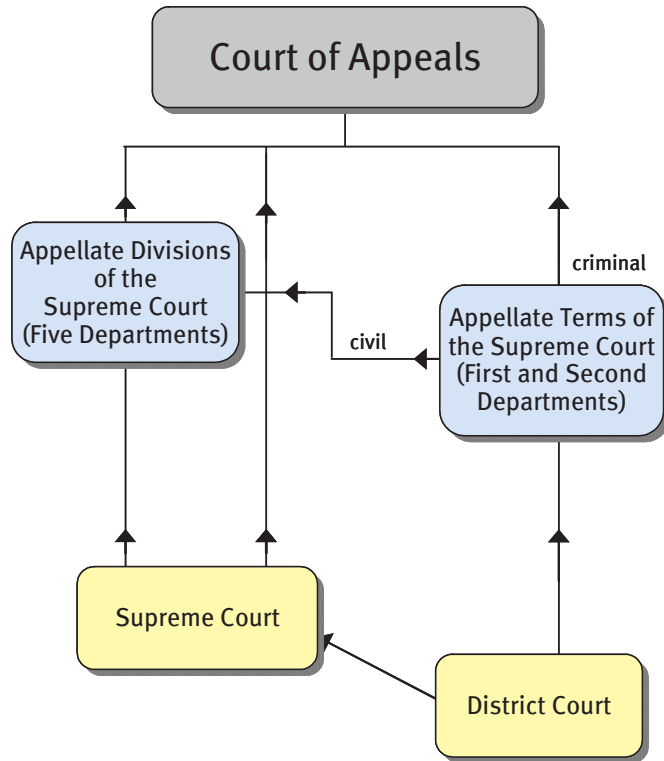 Court of Appeals
Appellate Divisions
of the
Supreme Court
(Five Departments)
criminal
civil
Appellate Terms of
the Supreme Court
(First and Second
Departments)
Supreme Court
District Court